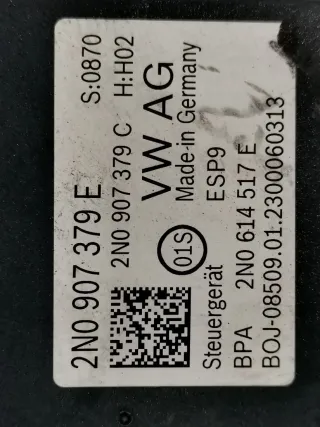 2N0 907 379 E S:0870
2N0 907 379 C H:H02
VW AG
01S Made-in Germany
Steuergerät ESP9
BPA 2N0 614 517 E
BOJ-08509.01.2300060313